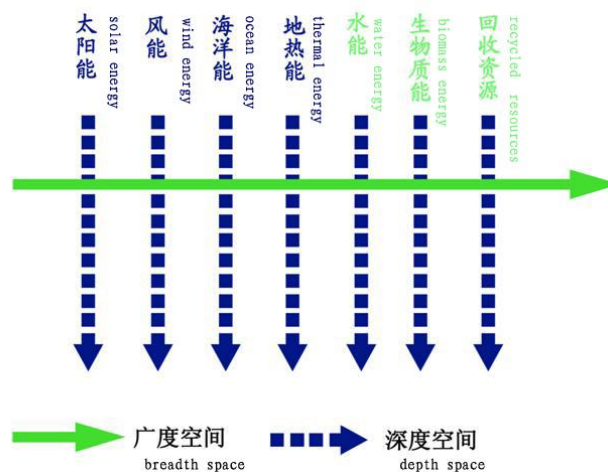 太阳能
solar energy
风能
wind energy
海洋能
ocean energy
地热能
thermal energy
水能
water energy
生物质能
biomass energy
回收资源
recycled resources
广度空间
breadth space
深度空间
depth space